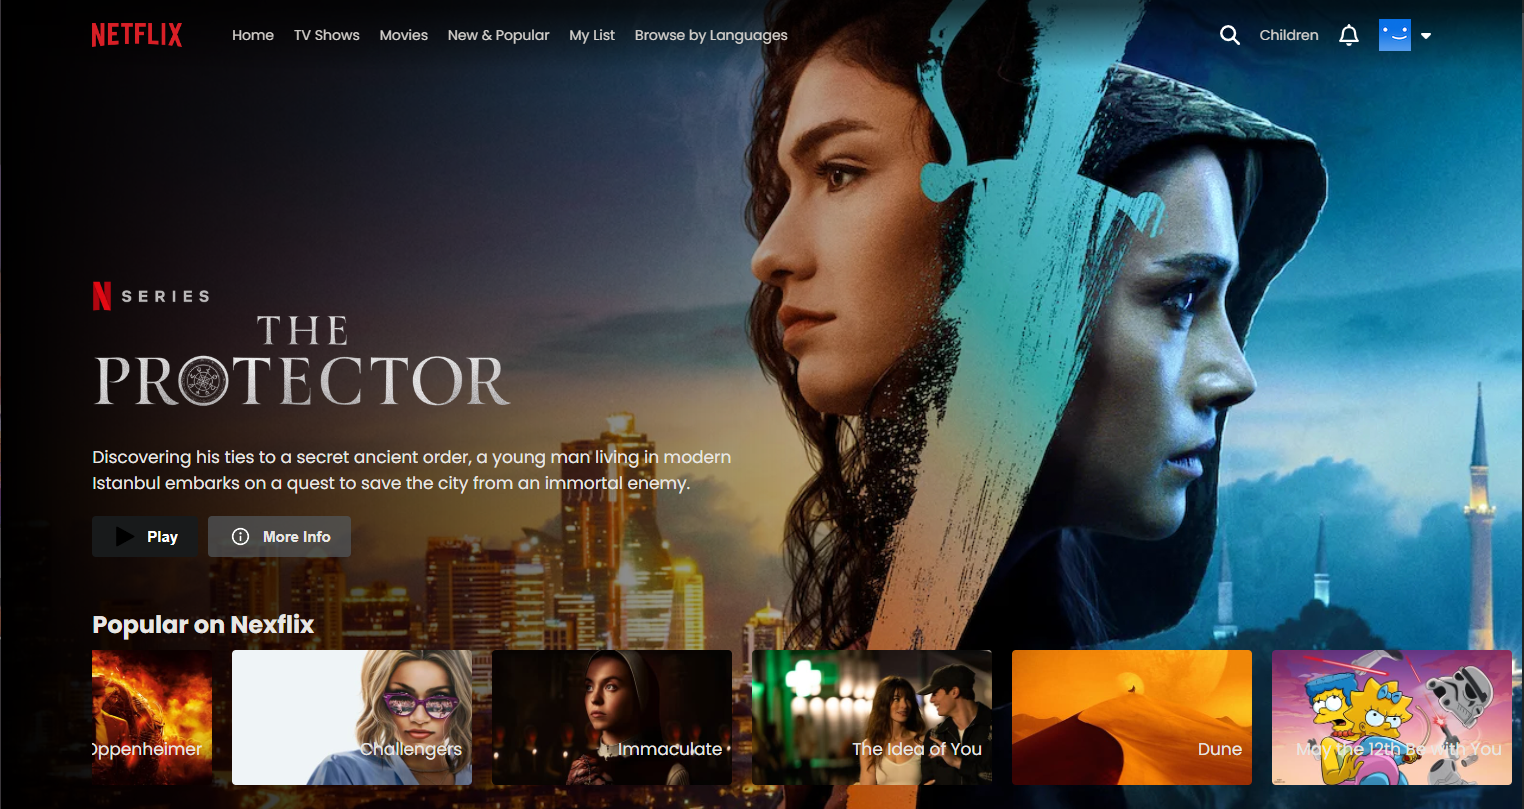 NETFLIX Home TV Shows Movies New & Popular My List Browse by Languages Children
N SERIES
THE
PROTECTOR
Discovering his ties to a secret ancient order, a young man living in modern
Istanbul embarks on a quest to save the city from an immortal enemy.
Play More Info
Popular on Nexflix
Oppenheimer Challengers Immaculate The Idea of You Dune May the 12th Be with You